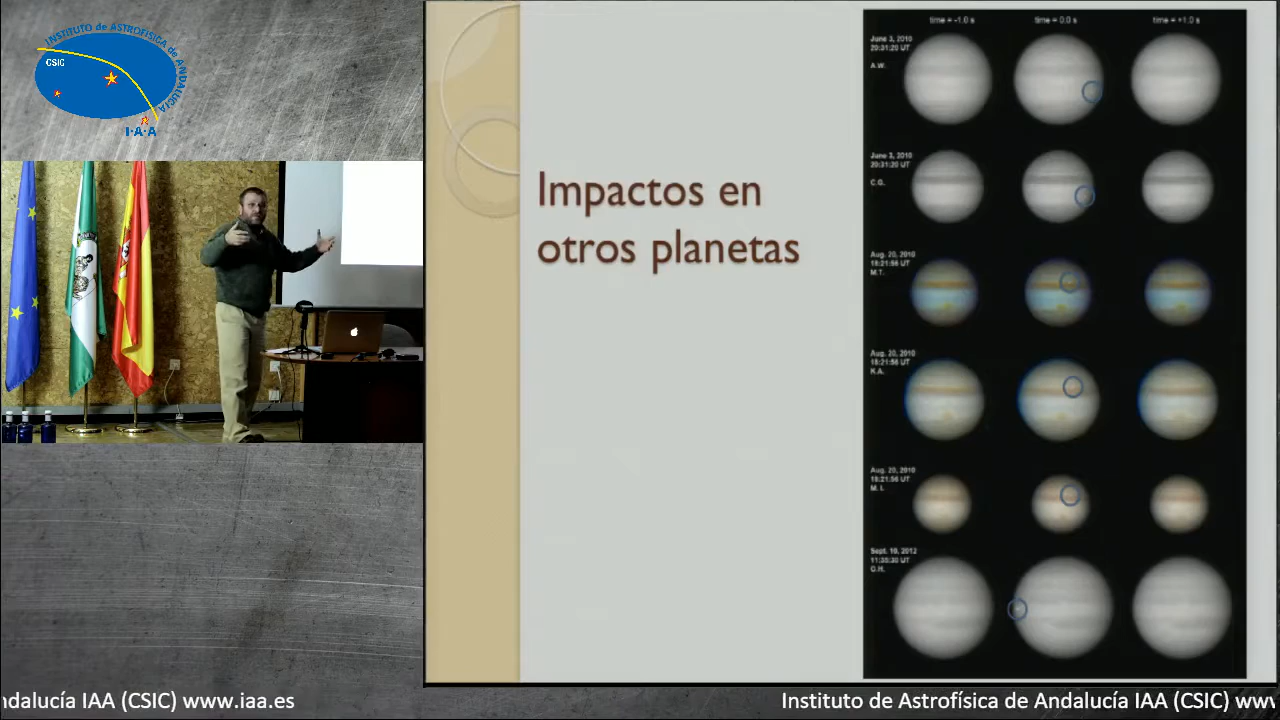 INSTITUTO de ASTROFÍSICA de ANDALUCÍA
CSIC
I·A·A
Impactos en
otros planetas
time = -1.0 s
time = 0.0 s
time = +1.0 s
June 3, 2010
20:31:20 UT
A.W.
June 3, 2010
20:31:20 UT
C.G.
Aug. 20, 2010
18:21:56 UT
M.T.
Aug. 20, 2010
18:21:56 UT
K.A.
Aug. 20, 2010
18:21:56 UT
M. I.
Sept. 10, 2012
11:35:30 UT
G.H.
ndalucía IAA (CSIC) www.iaa.es
Instituto de Astrofísica de Andalucía IAA (CSIC) www